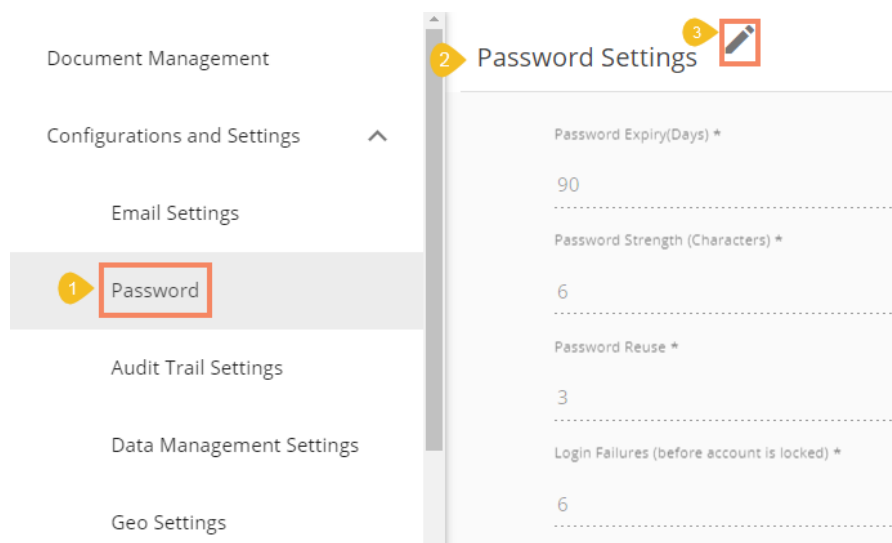 Document Management
Configurations and Settings
Email Settings
1 Password
Audit Trail Settings
Data Management Settings
Geo Settings
2 Password Settings 3
Password Expiry(Days) *
90
Password Strength (Characters) *
6
Password Reuse *
3
Login Failures (before account is locked) *
6